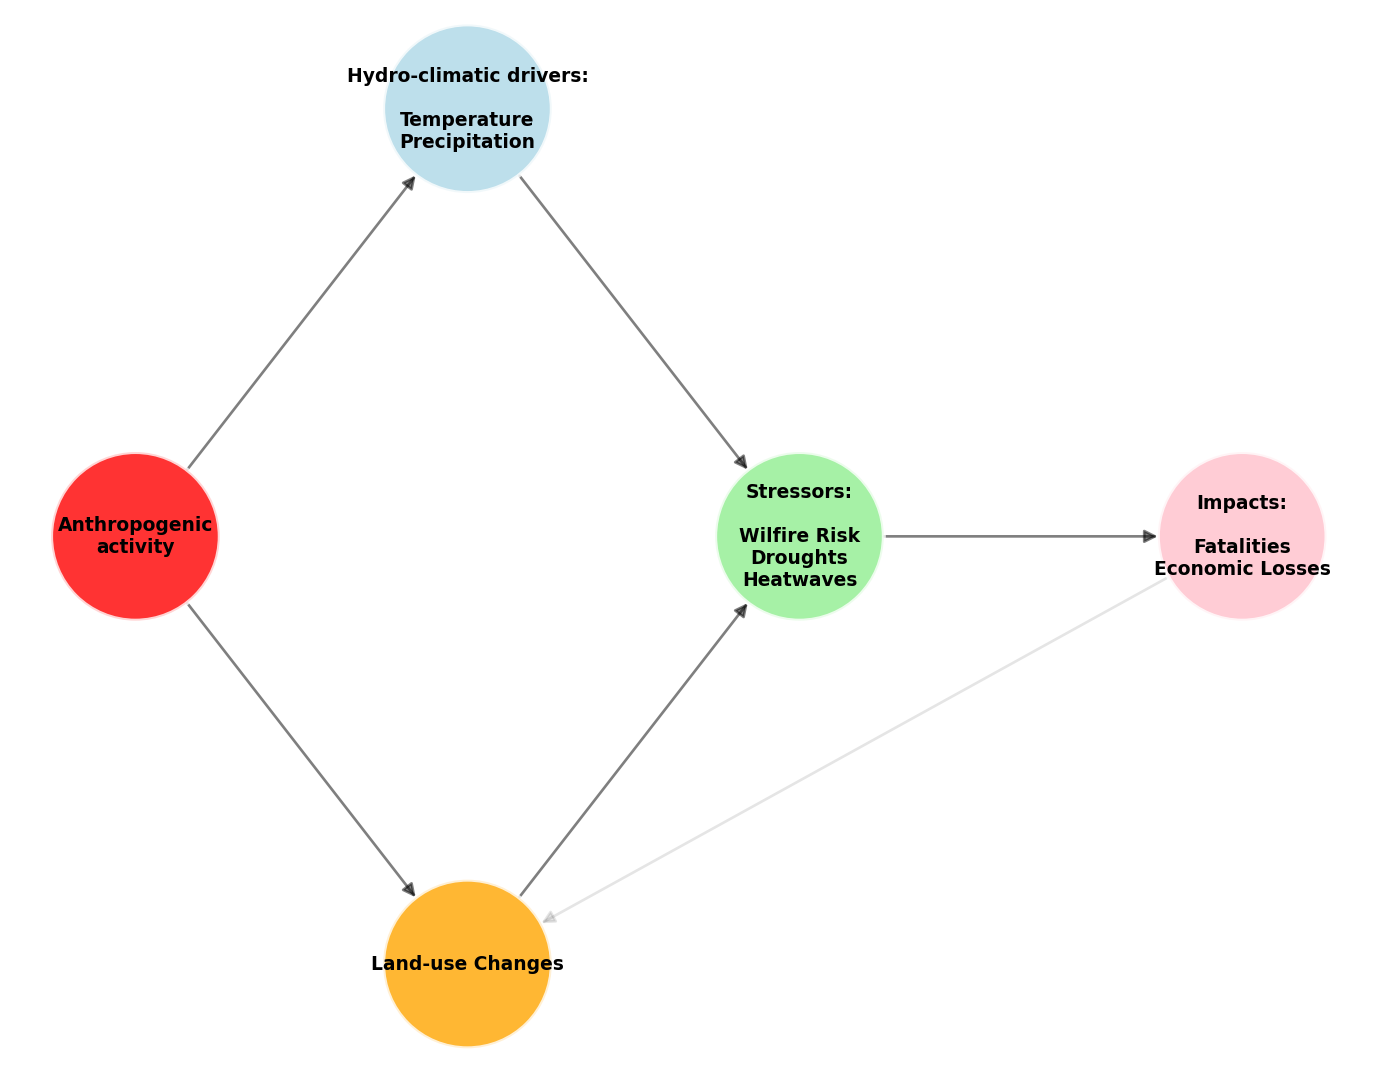 Hydro-climatic drivers:
Temperature
Precipitation
Anthropogenic
activity
Stressors:
Wilfire Risk
Droughts
Heatwaves
Impacts:
Fatalities
Economic Losses
Land-use Changes